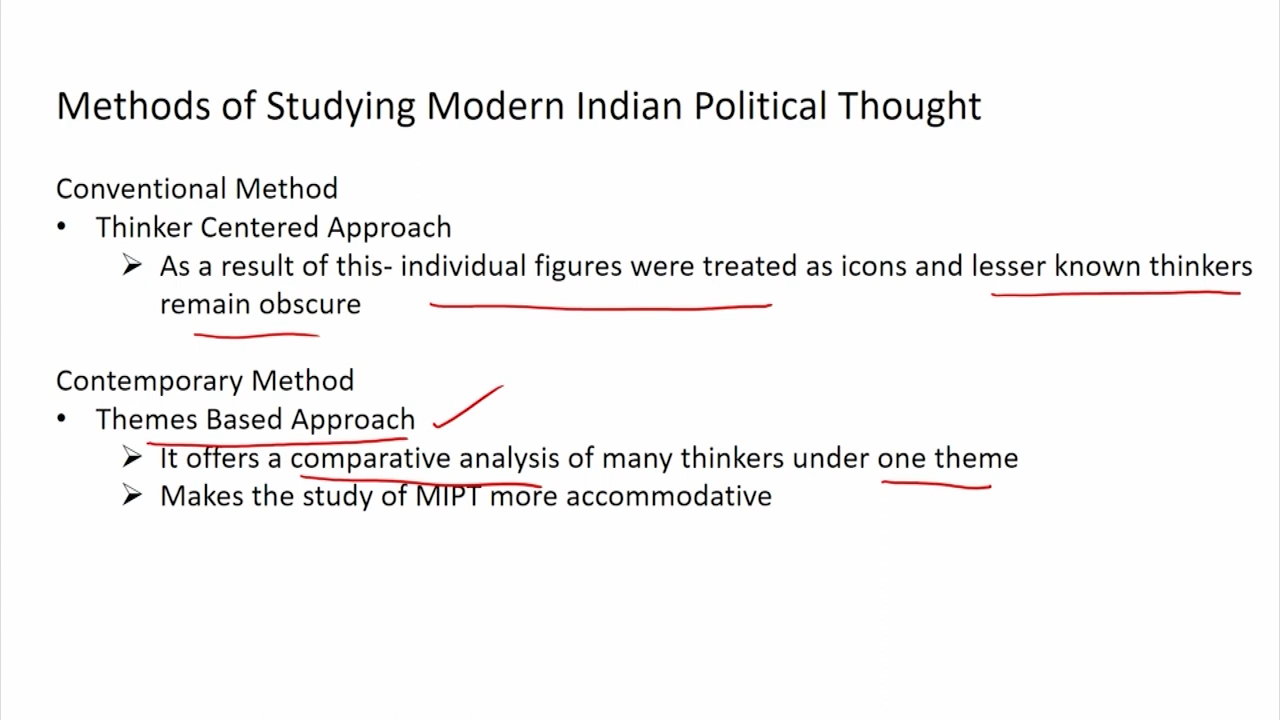 Methods of Studying Modern Indian Political Thought
Conventional Method
• Thinker Centered Approach
➢ As a result of this- individual figures were treated as icons and lesser known thinkers
remain obscure
Contemporary Method
• Themes Based Approach
➢ It offers a comparative analysis of many thinkers under one theme
➢ Makes the study of MIPT more accommodative